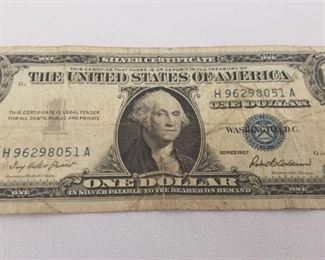 SILVER CERTIFICATE
THIS CERTIFIES THAT THERE IS ON DEPOSIT IN THE TREASURY OF
THE UNITED STATES OF AMERICA
H 96298051 A
ONE DOLLAR
THIS CERTIFICATE IS LEGAL TENDER
FOR ALL DEBTS, PUBLIC AND PRIVATE
WASHINGTON, D.C.
H 96298051 A
SERIES 1957
ONE DOLLAR
IN SILVER PAYABLE TO THE BEARER ON DEMAND
ONE
ONE